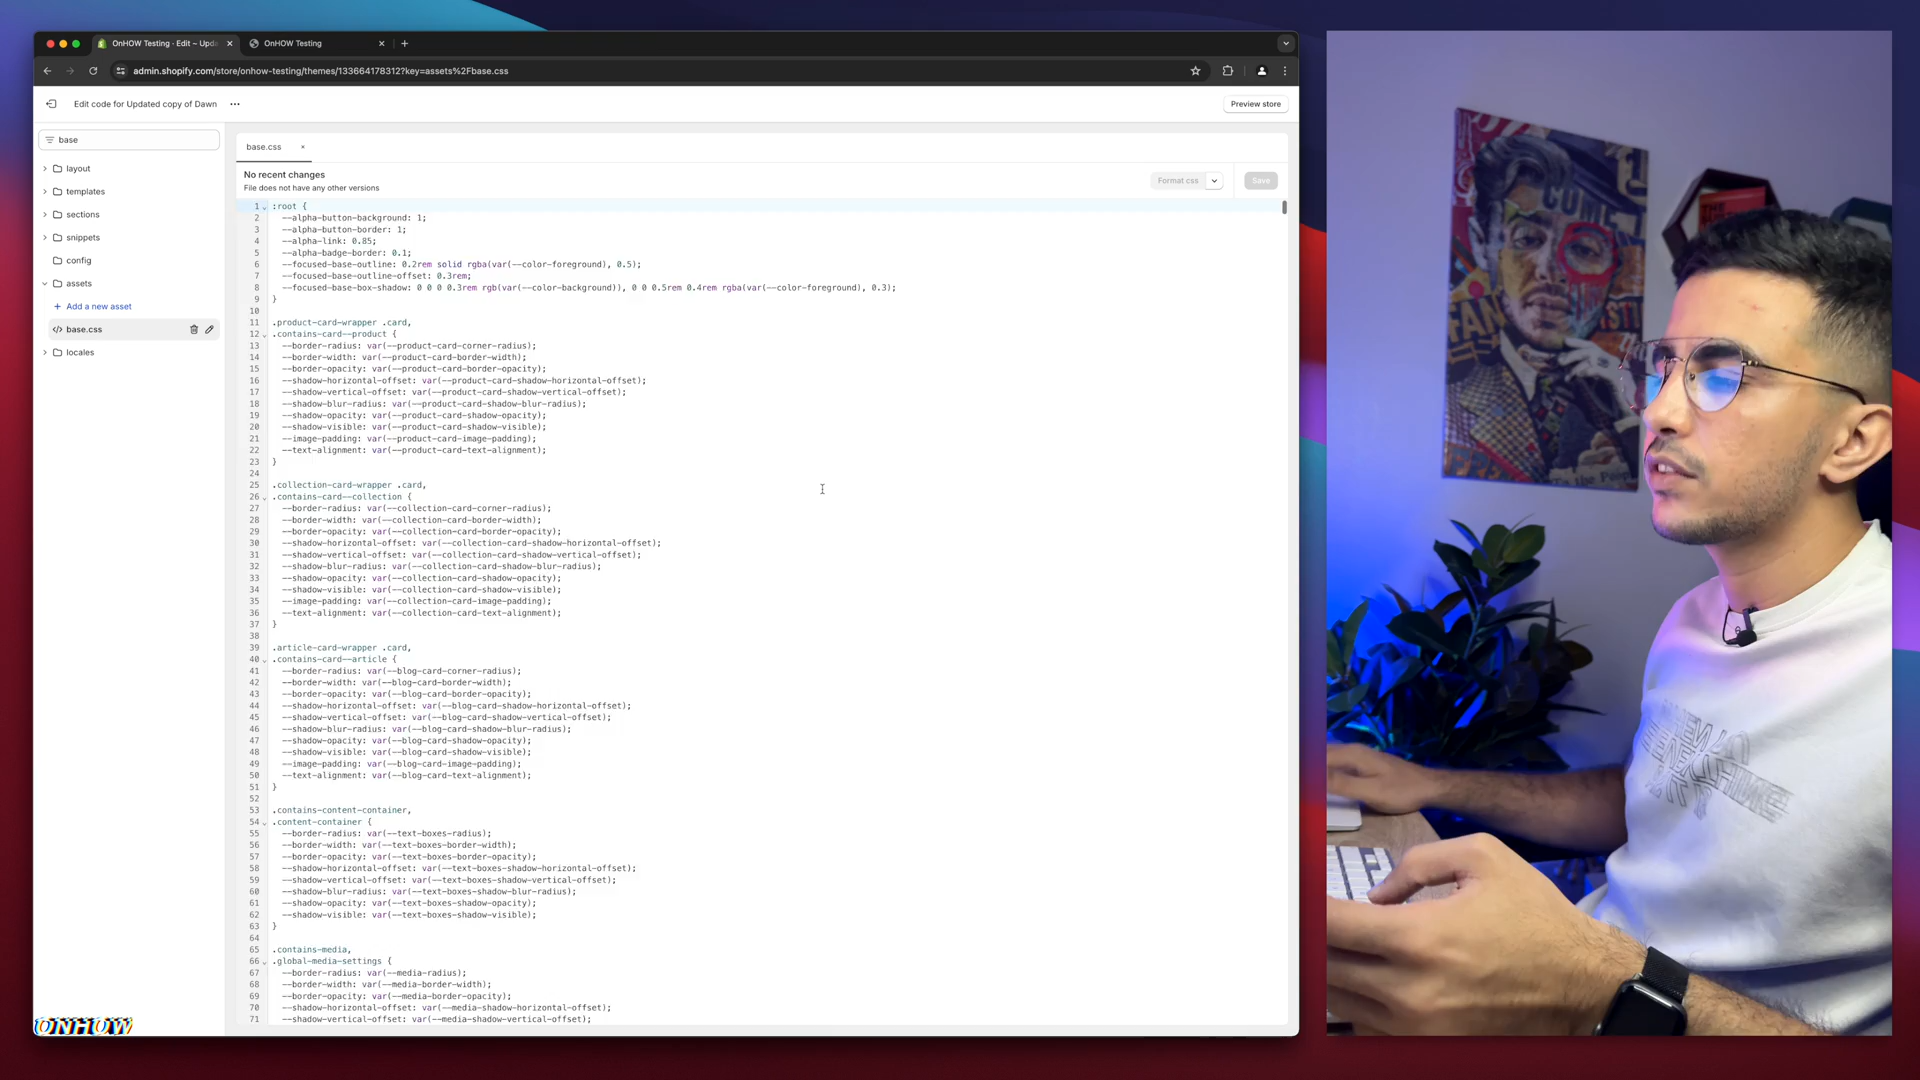 OnHOW Testing · Edit ~ Upda
OnHOW Testing
admin.shopify.com/store/onhow-testing/themes/133664178312?key=assets%2Fbase.css
Edit code for Updated copy of Dawn
Preview store
base
layout
templates
sections
snippets
config
assets
+ Add a new asset
</> base.css
locales
base.css
No recent changes
File does not have any other versions
Format css
Save
1 :root {
2 --alpha-button-background: 1;
3 --alpha-button-border: 1;
4 --alpha-link: 0.85;
5 --alpha-badge-border: 0.1;
6 --focused-base-outline: 0.2rem solid rgba(var(--color-foreground), 0.5);
7 --focused-base-outline-offset: 0.3rem;
8 --focused-base-box-shadow: 0 0 0 0.3rem rgb(var(--color-background)), 0 0 0.5rem 0.4rem rgba(var(--color-foreground), 0.3);
9 }
10
11 .product-card-wrapper .card,
12 .contains-card--product {
13 --border-radius: var(--product-card-corner-radius);
14 --border-width: var(--product-card-border-width);
15 --border-opacity: var(--product-card-border-opacity);
16 --shadow-horizontal-offset: var(--product-card-shadow-horizontal-offset);
17 --shadow-vertical-offset: var(--product-card-shadow-vertical-offset);
18 --shadow-blur-radius: var(--product-card-shadow-blur-radius);
19 --shadow-opacity: var(--product-card-shadow-opacity);
20 --shadow-visible: var(--product-card-shadow-visible);
21 --image-padding: var(--product-card-image-padding);
22 --text-alignment: var(--product-card-text-alignment);
23 }
24
25 .collection-card-wrapper .card,
26 .contains-card--collection {
27 --border-radius: var(--collection-card-corner-radius);
28 --border-width: var(--collection-card-border-width);
29 --border-opacity: var(--collection-card-border-opacity);
30 --shadow-horizontal-offset: var(--collection-card-shadow-horizontal-offset);
31 --shadow-vertical-offset: var(--collection-card-shadow-vertical-offset);
32 --shadow-blur-radius: var(--collection-card-shadow-blur-radius);
33 --shadow-opacity: var(--collection-card-shadow-opacity);
34 --shadow-visible: var(--collection-card-shadow-visible);
35 --image-padding: var(--collection-card-image-padding);
36 --text-alignment: var(--collection-card-text-alignment);
37 }
38
39 .article-card-wrapper .card,
40 .contains-card--article {
41 --border-radius: var(--blog-card-corner-radius);
42 --border-width: var(--blog-card-border-width);
43 --border-opacity: var(--blog-card-border-opacity);
44 --shadow-horizontal-offset: var(--blog-card-shadow-horizontal-offset);
45 --shadow-vertical-offset: var(--blog-card-shadow-vertical-offset);
46 --shadow-blur-radius: var(--blog-card-shadow-blur-radius);
47 --shadow-opacity: var(--blog-card-shadow-opacity);
48 --shadow-visible: var(--blog-card-shadow-visible);
49 --image-padding: var(--blog-card-image-padding);
50 --text-alignment: var(--blog-card-text-alignment);
51 }
52
53 .contains-content-container,
54 .content-container {
55 --border-radius: var(--text-boxes-radius);
56 --border-width: var(--text-boxes-border-width);
57 --border-opacity: var(--text-boxes-border-opacity);
58 --shadow-horizontal-offset: var(--text-boxes-shadow-horizontal-offset);
59 --shadow-vertical-offset: var(--text-boxes-shadow-vertical-offset);
60 --shadow-blur-radius: var(--text-boxes-shadow-blur-radius);
61 --shadow-opacity: var(--text-boxes-shadow-opacity);
62 --shadow-visible: var(--text-boxes-shadow-visible);
63 }
64
65 .contains-media,
66 .global-media-settings {
67 --border-radius: var(--media-radius);
68 --border-width: var(--media-border-width);
69 --border-opacity: var(--media-border-opacity);
70 --shadow-horizontal-offset: var(--media-shadow-horizontal-offset);
71 --shadow-vertical-offset: var(--media-shadow-vertical-offset);
ONHOW
COME
FAN